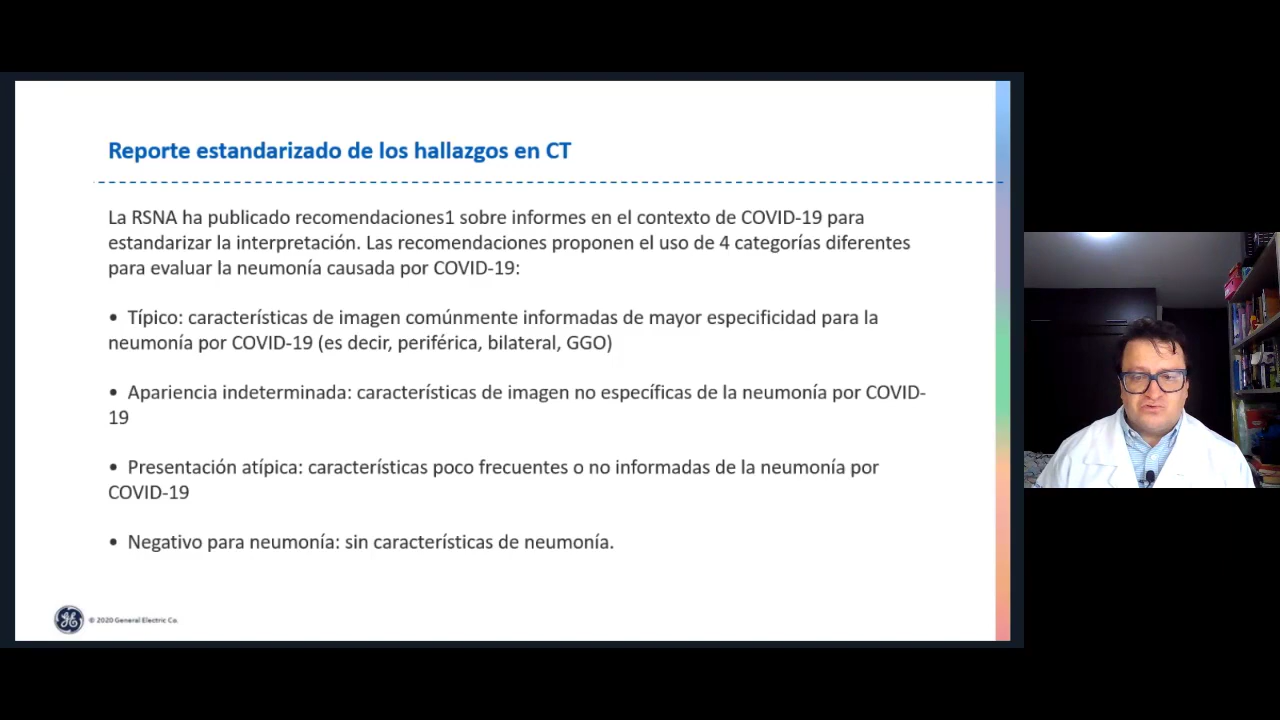 Reporte estandarizado de los hallazgos en CT
La RSNA ha publicado recomendaciones1 sobre informes en el contexto de COVID-19 para
estandarizar la interpretación. Las recomendaciones proponen el uso de 4 categorías diferentes
para evaluar la neumonía causada por COVID-19:
• Típico: características de imagen comúnmente informadas de mayor especificidad para la
neumonía por COVID-19 (es decir, periférica, bilateral, GGO)
• Apariencia indeterminada: características de imagen no específicas de la neumonía por COVID-
19
• Presentación atípica: características poco frecuentes o no informadas de la neumonía por
COVID-19
• Negativo para neumonía: sin características de neumonía.
© 2020 General Electric Co.